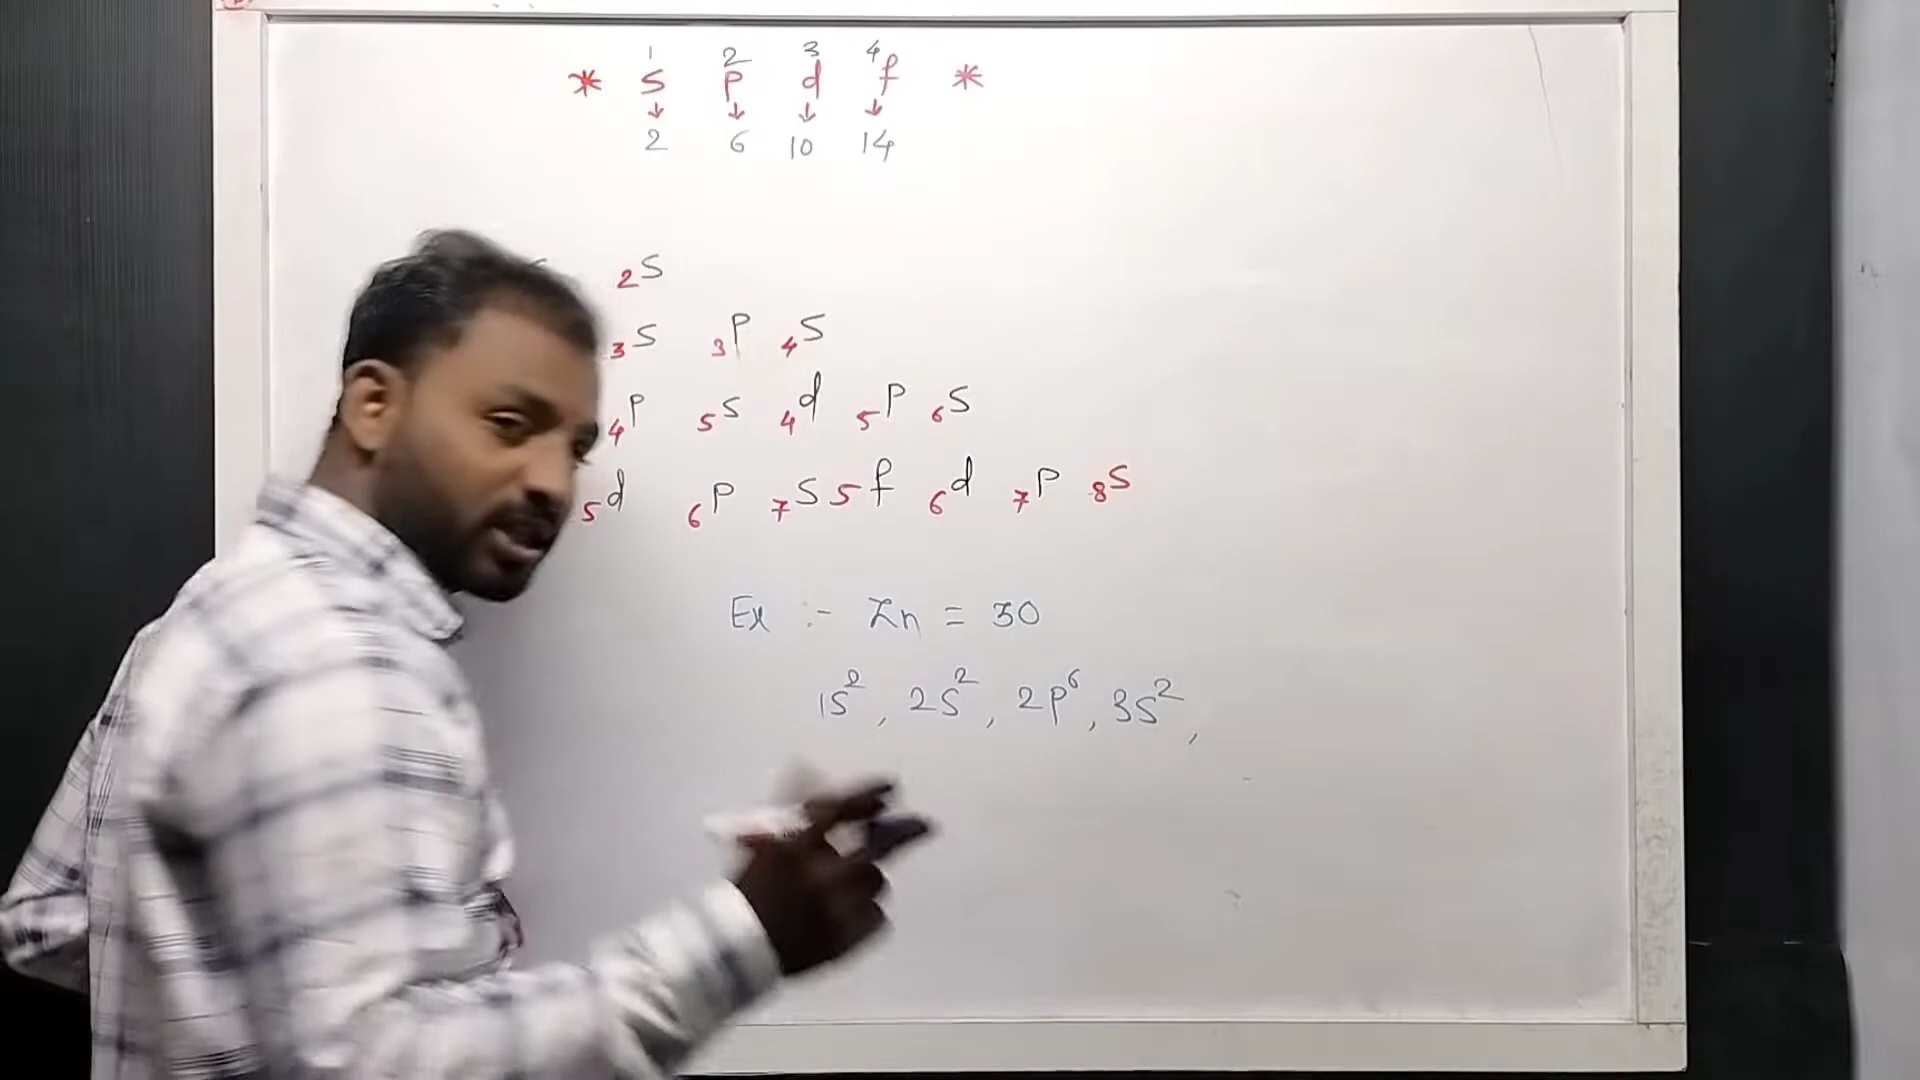 1 2 3 4
* s p d f *
↓ ↓ ↓ ↓
2 6 10 14
2s
3s 3p 4s
4p 5s 4d 5p 6s
5d 6p 7s 5f 6d 7p 8s
Ex :- Zn = 30
1s², 2s², 2p⁶, 3s²,